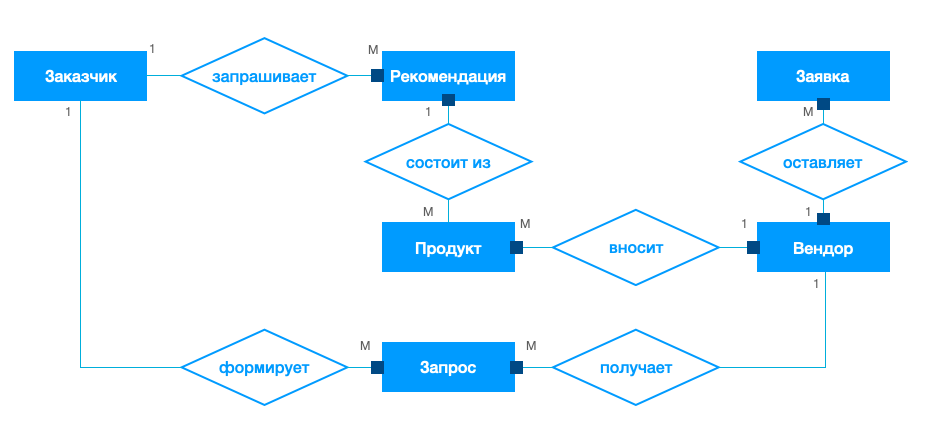 1
M
Заказчик
запрашивает
Рекомендация
Заявка
1
1
M
состоит из
оставляет
M
M
1
1
Продукт
вносит
Вендор
1
M
M
формирует
Запрос
получает